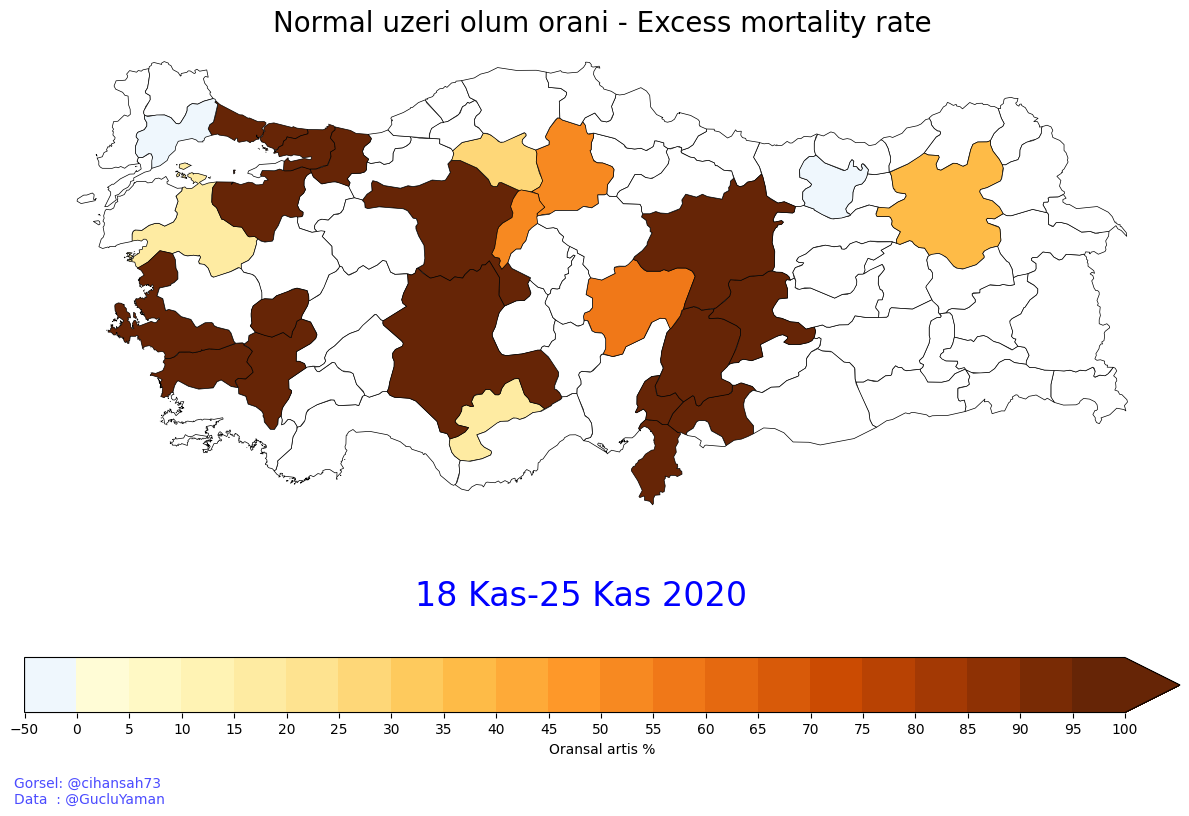 Normal uzeri olum orani - Excess mortality rate
18 Kas-25 Kas 2020
−50 0 5 10 15 20 25 30 35 40 45 50 55 60 65 70 75 80 85 90 95 100
Oransal artis %
Gorsel: @cihansah73
Data  : @GucluYaman